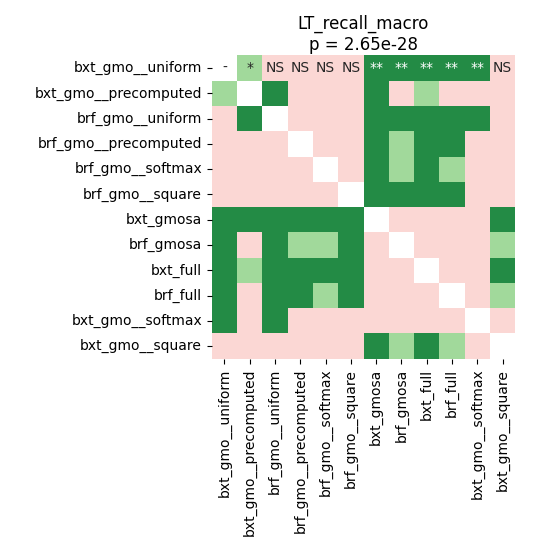 LT_recall_macro
p = 2.65e-28
bxt_gmo__uniform - * NS NS NS NS ** ** ** ** ** NS
bxt_gmo__precomputed
brf_gmo__uniform
brf_gmo__precomputed
brf_gmo__softmax
brf_gmo__square
bxt_gmosa
brf_gmosa
bxt_full
brf_full
bxt_gmo__softmax
bxt_gmo__square
bxt_gmo__uniform
bxt_gmo__precomputed
brf_gmo__uniform
brf_gmo__precomputed
brf_gmo__softmax
brf_gmo__square
bxt_gmosa
brf_gmosa
bxt_full
brf_full
bxt_gmo__softmax
bxt_gmo__square